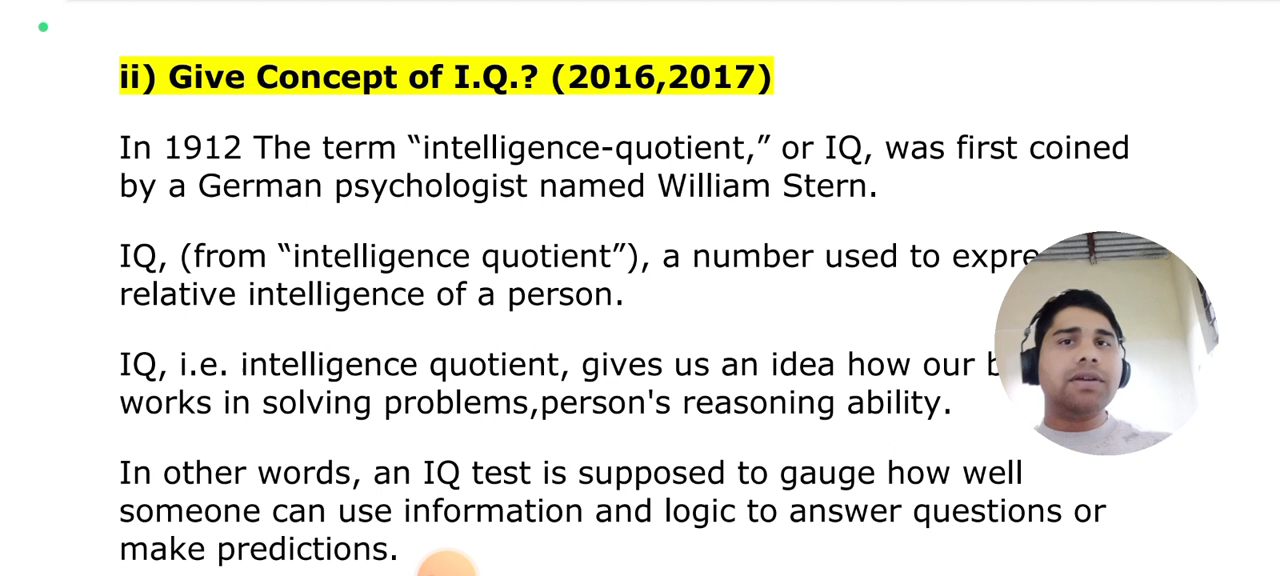 ii) Give Concept of I.Q.? (2016,2017)
In 1912 The term “intelligence-quotient,” or IQ, was first coined
by a German psychologist named William Stern.
IQ, (from “intelligence quotient”), a number used to
relative intelligence of a person.
IQ, i.e. intelligence quotient, gives us an idea how our
works in solving problems,person's reasoning ability.
In other words, an IQ test is supposed to gauge how well
someone can use information and logic to answer questions or
make predictions.